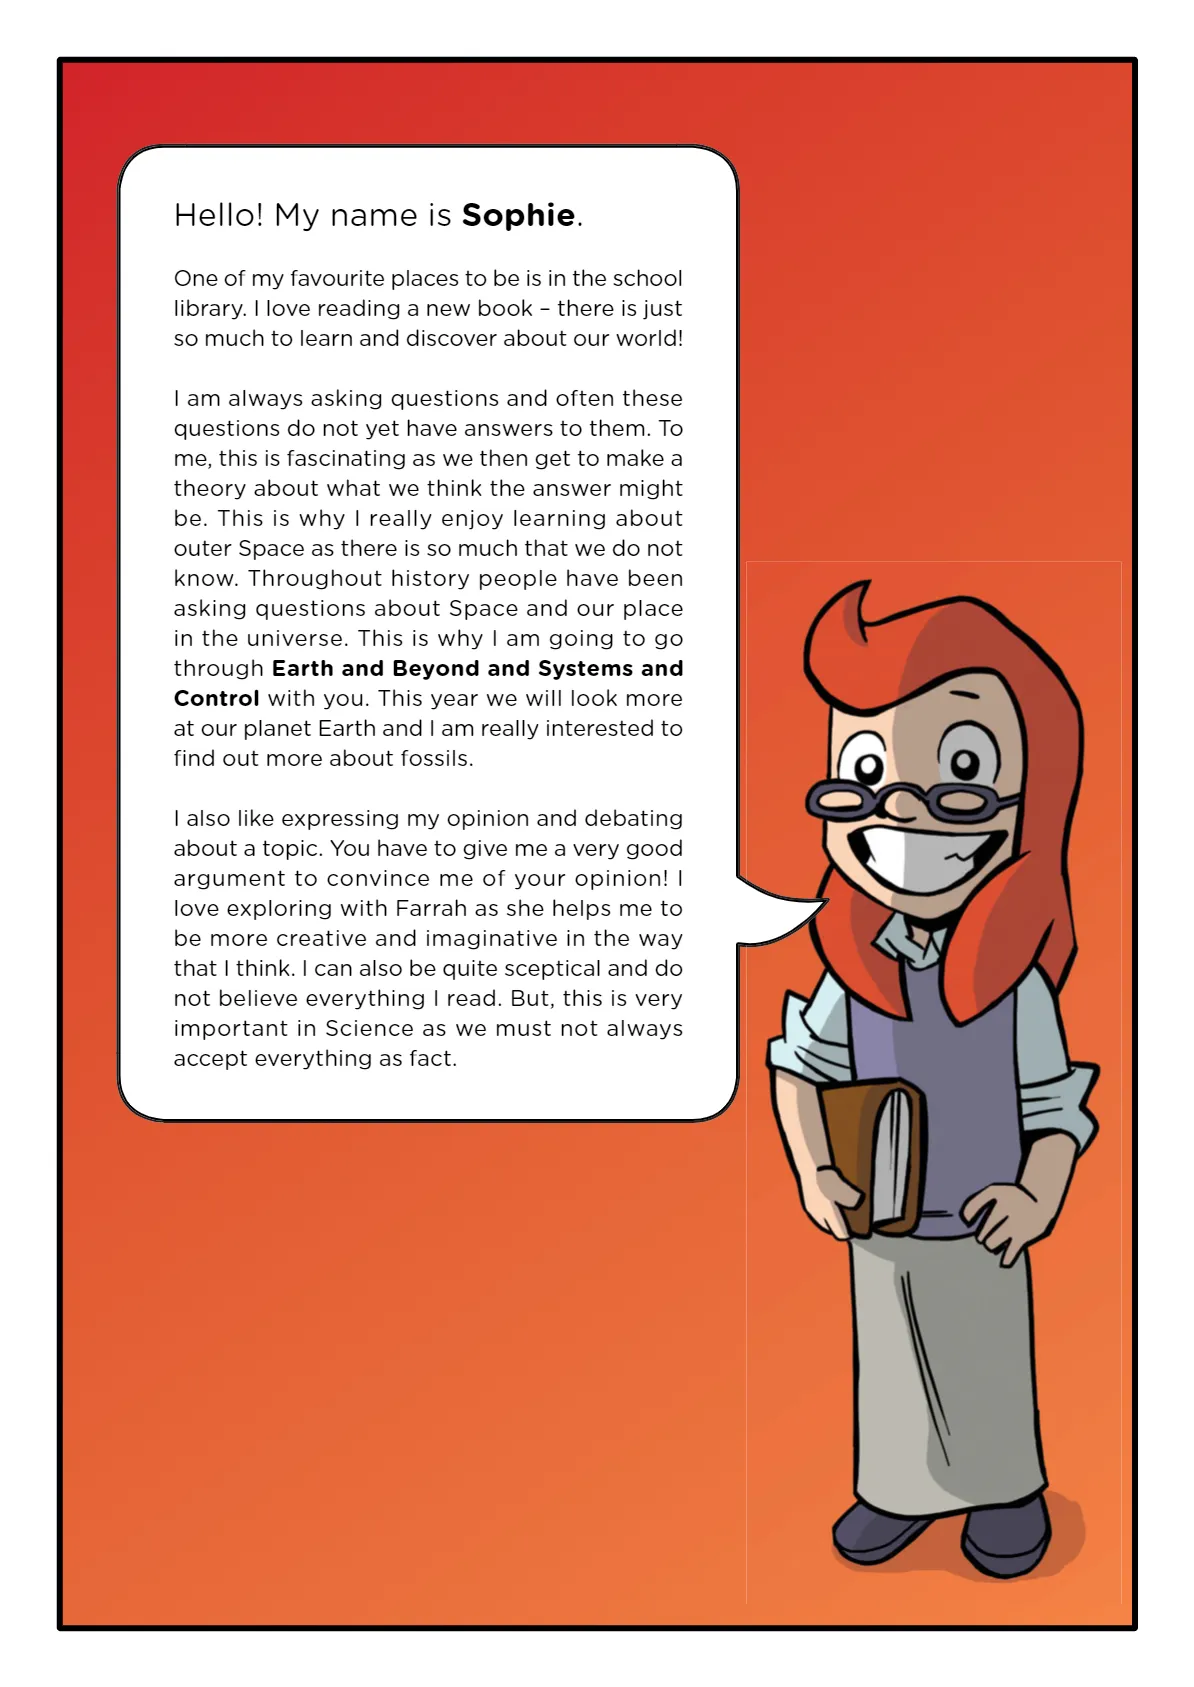 Hello! My name is Sophie.
One of my favourite places to be is in the school
library. I love reading a new book – there is just
so much to learn and discover about our world!
I am always asking questions and often these
questions do not yet have answers to them. To
me, this is fascinating as we then get to make a
theory about what we think the answer might
be. This is why I really enjoy learning about
outer Space as there is so much that we do not
know. Throughout history people have been
asking questions about Space and our place
in the universe. This is why I am going to go
through Earth and Beyond and Systems and
Control with you. This year we will look more
at our planet Earth and I am really interested to
find out more about fossils.
I also like expressing my opinion and debating
about a topic. You have to give me a very good
argument to convince me of your opinion! I
love exploring with Farrah as she helps me to
be more creative and imaginative in the way
that I think. I can also be quite sceptical and do
not believe everything I read. But, this is very
important in Science as we must not always
accept everything as fact.